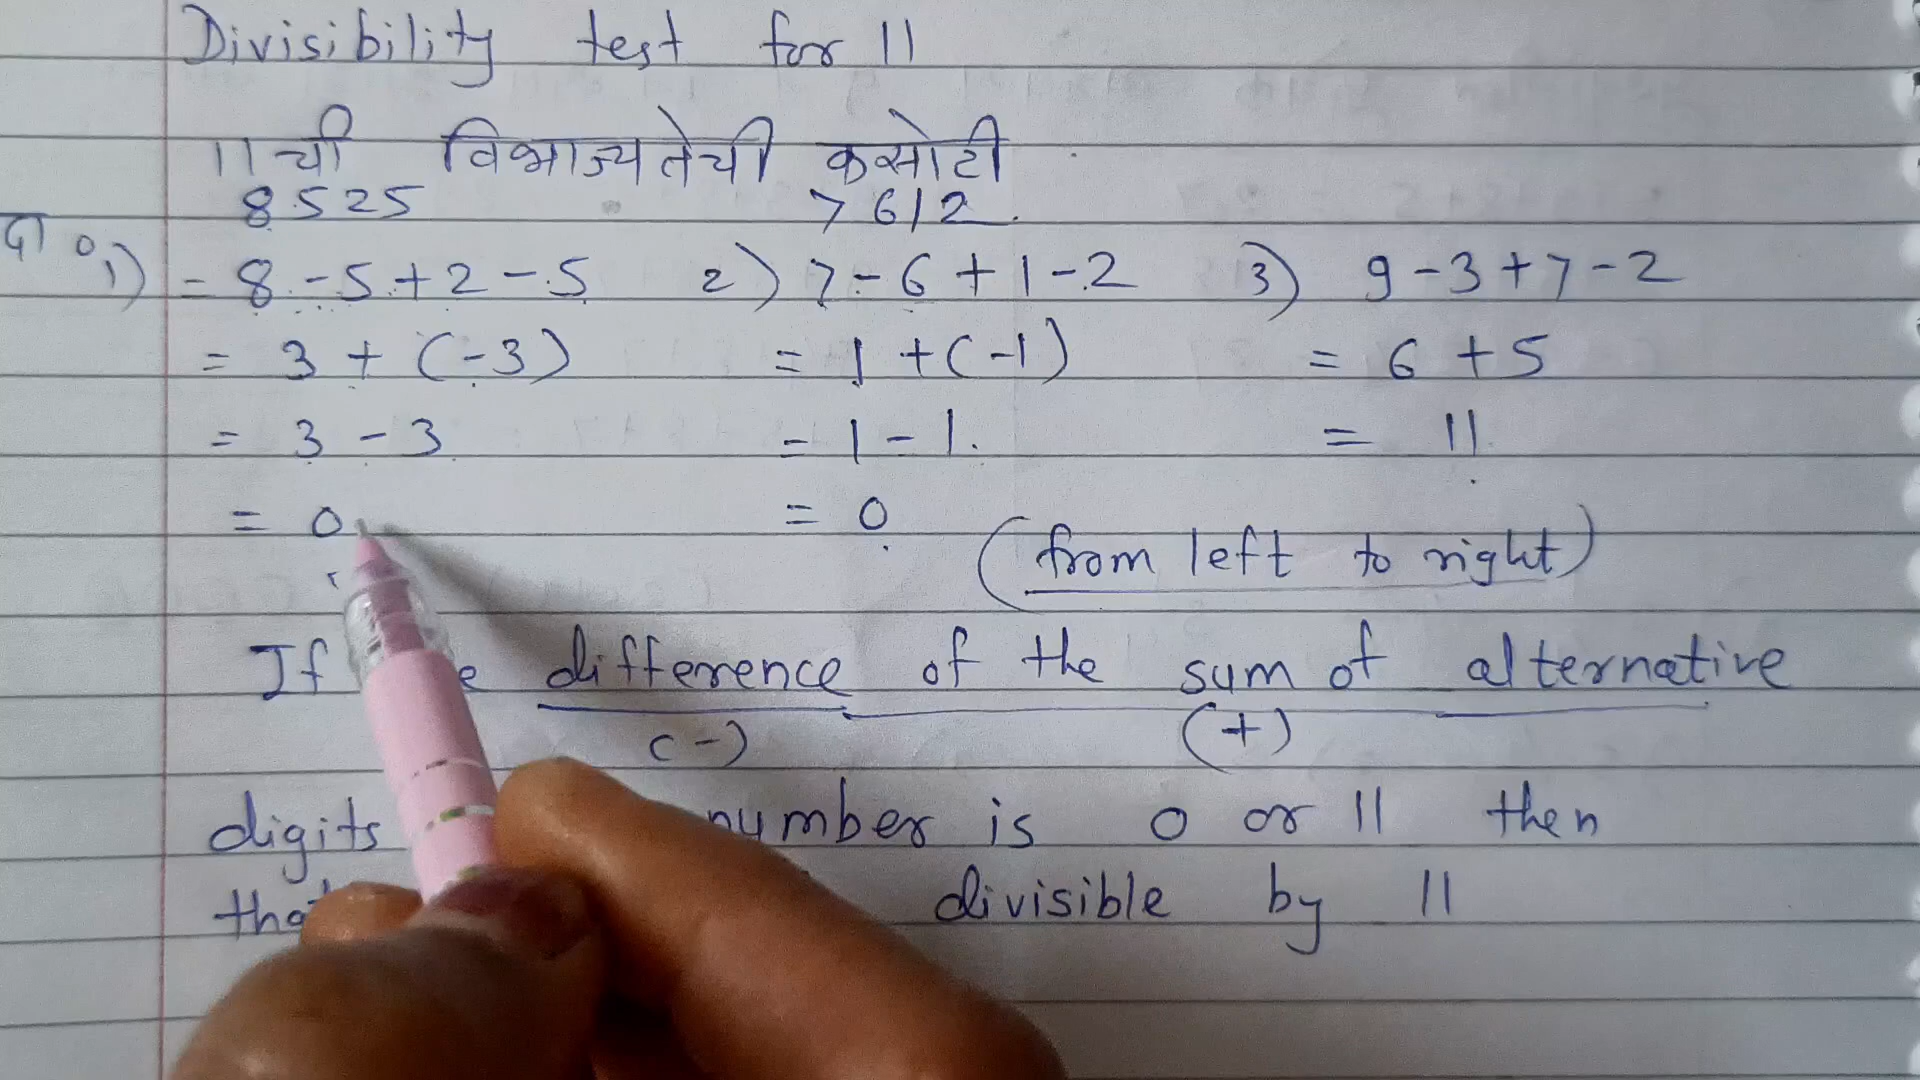 Divisibility test for 11
11ची विभाज्यतेची कसोटी
8525 7612.
1) = 8 - 5 + 2 - 5 2) 7 - 6 + 1 - 2 3) 9 - 3 + 7 - 2
= 3 + (-3) = 1 + (-1) = 6 + 5
= 3 - 3 = 1 - 1. = 11
= 0 = 0
(from left to right)
If difference of the sum of alternative
(-) (+)
digits number is 0 or 11 then
divisible by 11